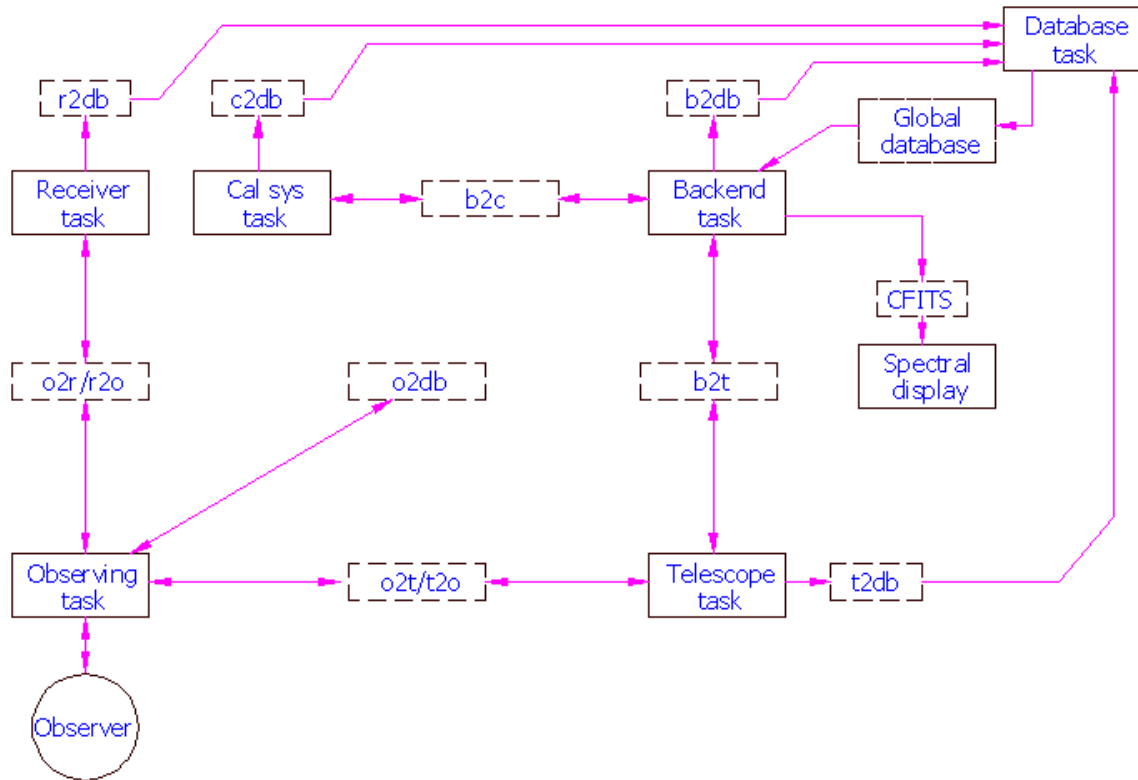 Database
task
r2db
c2db
b2db
Global
database
Receiver
task
Cal sys
task
b2c
Backend
task
CFITS
o2r/r2o
o2db
b2t
Spectral
display
Observing
task
o2t/t2o
Telescope
task
t2db
Observer